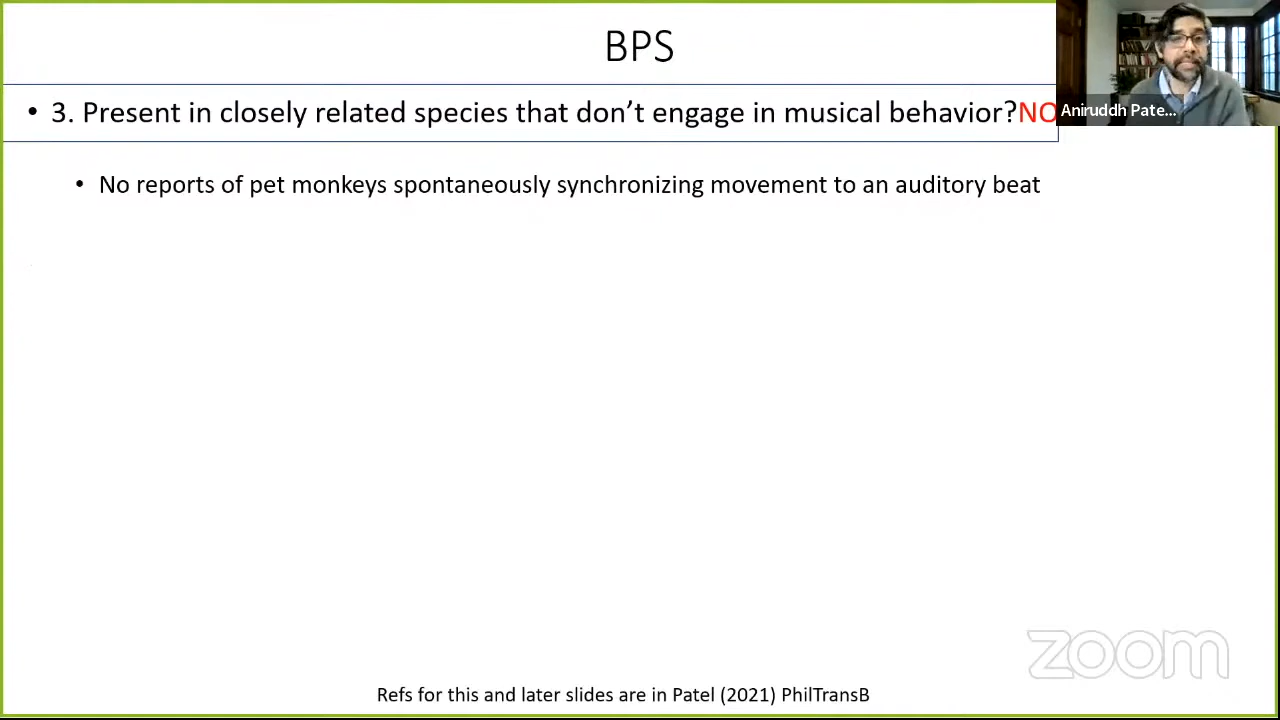 BPS
• 3. Present in closely related species that don't engage in musical behavior?NO
Aniruddh Pate...
• No reports of pet monkeys spontaneously synchronizing movement to an auditory beat
zoom
Refs for this and later slides are in Patel (2021) PhilTransB